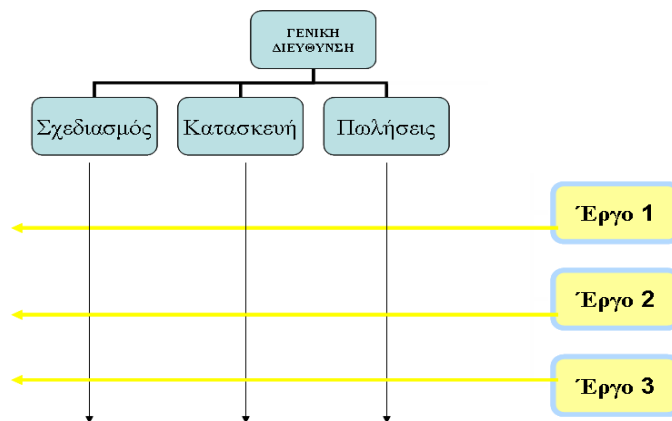 ΓΕΝΙΚΗ
ΔΙΕΥΘΥΝΣΗ
Σχεδιασμός
Κατασκευή
Πωλήσεις
Έργο 1
Έργο 2
Έργο 3